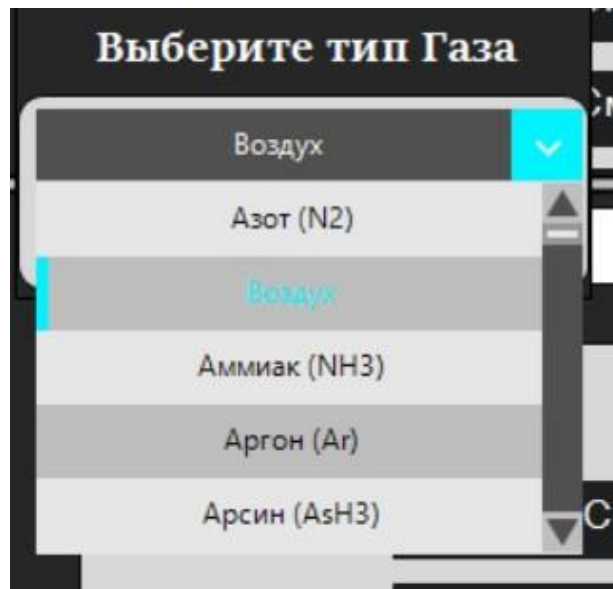 Выберите тип Газа
Воздух
Азот (N2)
Воздух
Аммиак (NH3)
Аргон (Ar)
Арсин (AsH3)